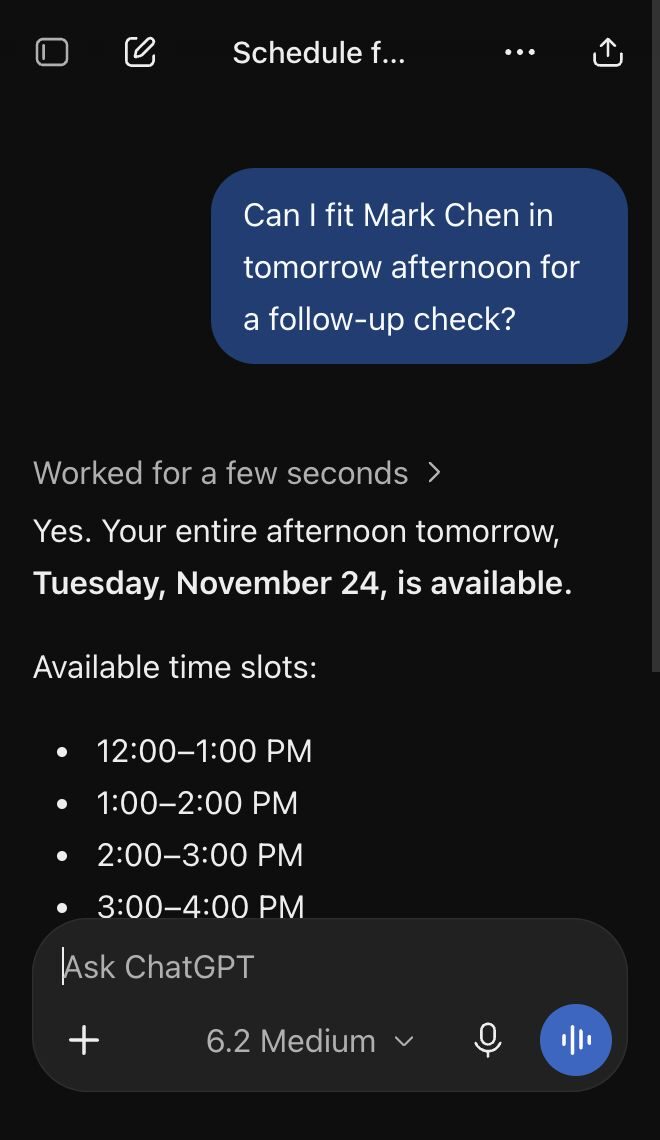 Schedule f...
Can I fit Mark Chen in
tomorrow afternoon for
a follow-up check?
Worked for a few seconds
Yes. Your entire afternoon tomorrow,
Tuesday, November 24, is available.
Available time slots:
• 12:00–1:00 PM
• 1:00–2:00 PM
• 2:00–3:00 PM
• 3:00–4:00 PM
Ask ChatGPT
6.2 Medium